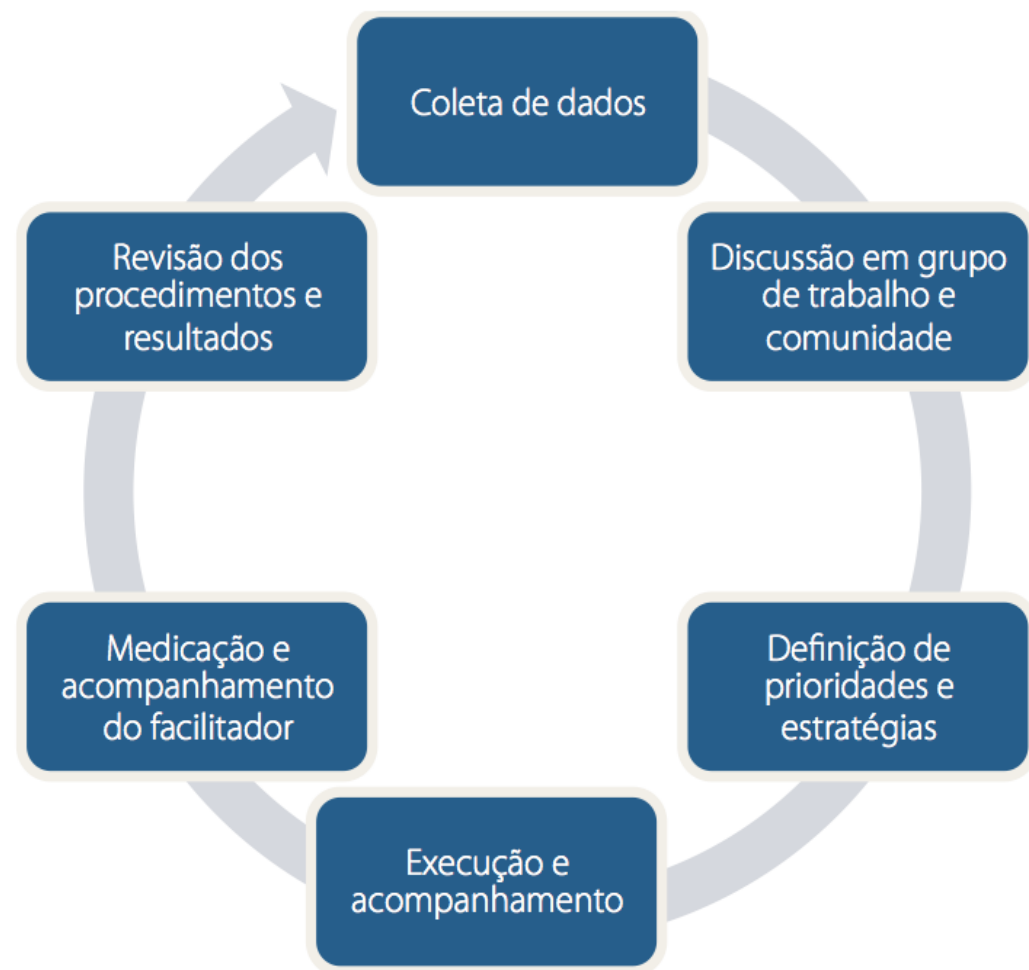 Coleta de dados
Discussão em grupo
de trabalho e
comunidade
Definição de
prioridades e
estratégias
Execução e
acompanhamento
Medicação e
acompanhamento
do facilitador
Revisão dos
procedimentos e
resultados